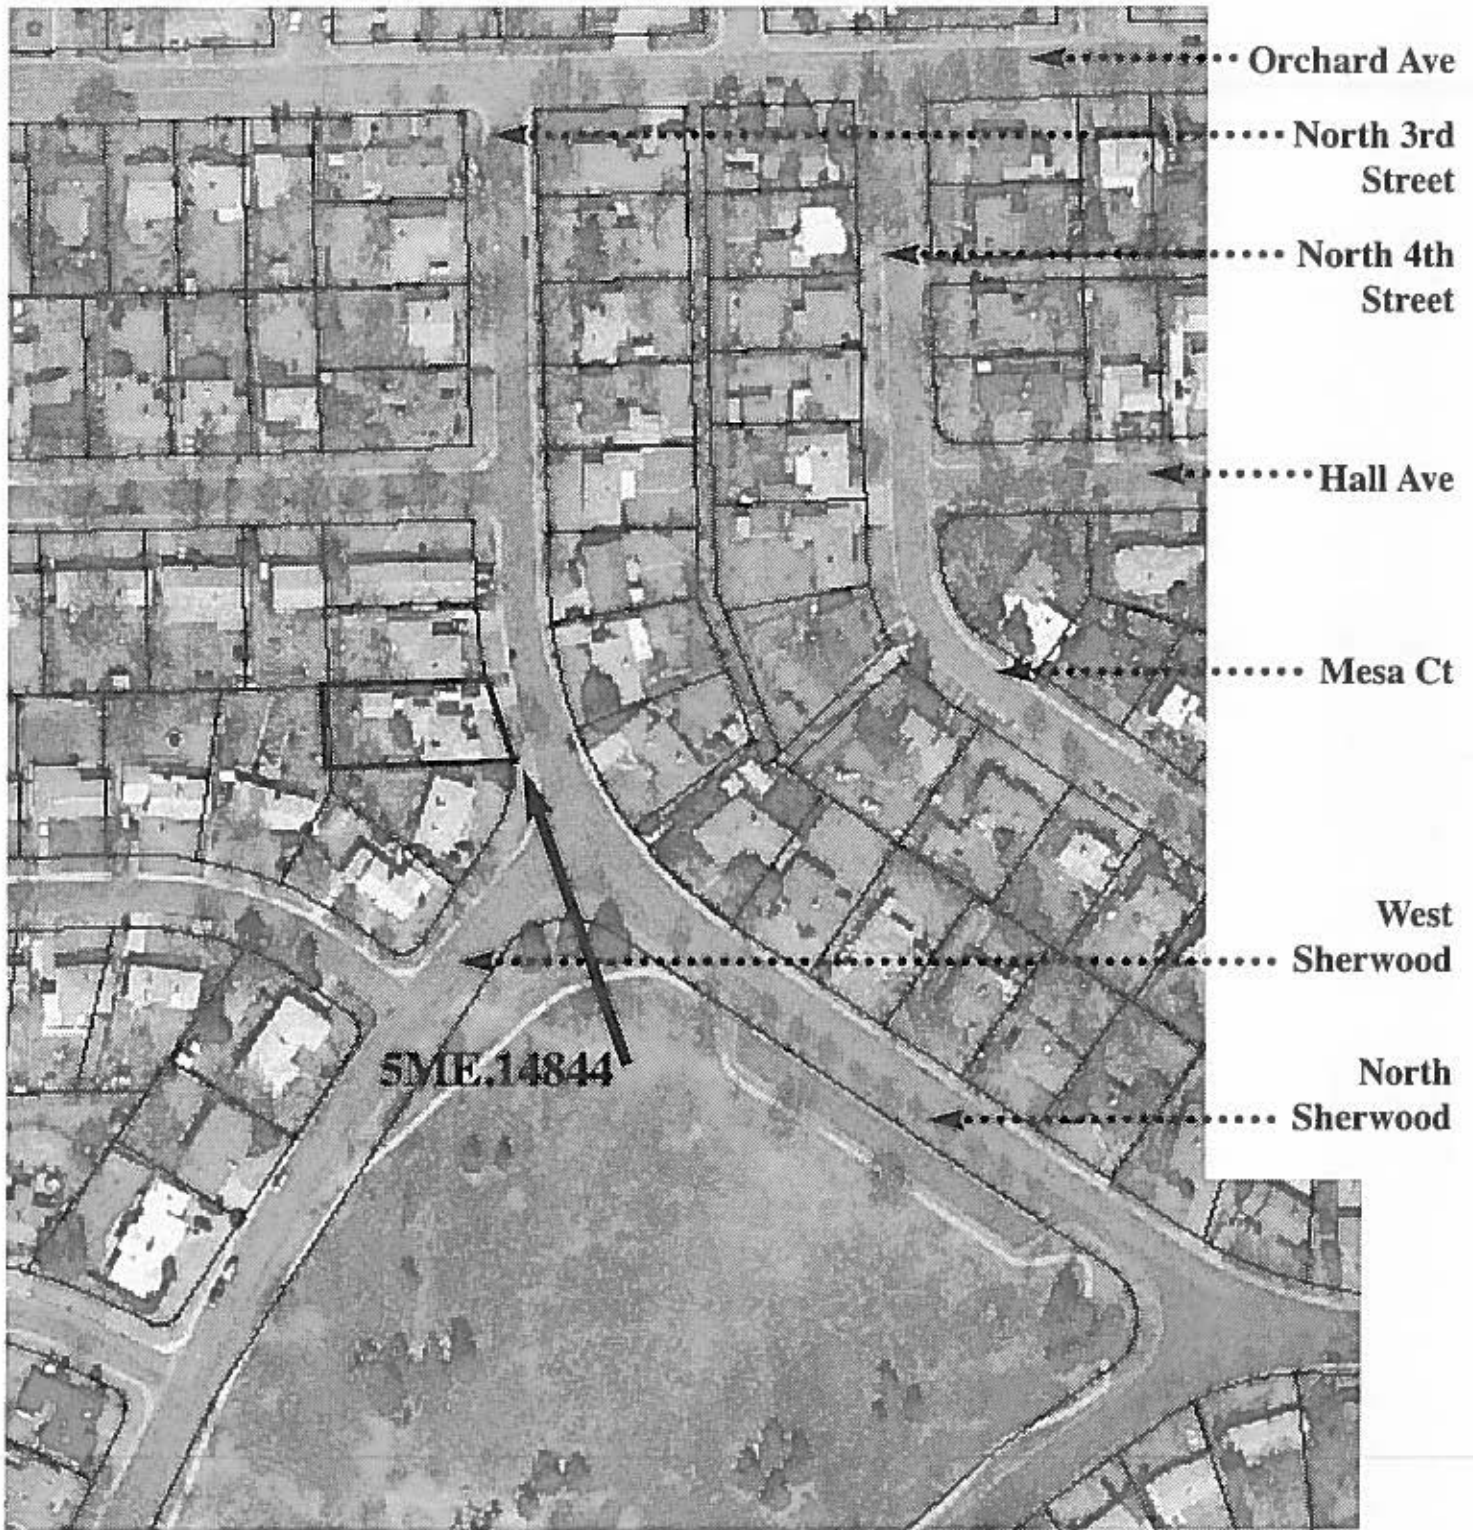 Orchard Ave
North 3rd
Street
North 4th
Street
Hall Ave
Mesa Ct
West
Sherwood
5ME.14844
North
Sherwood